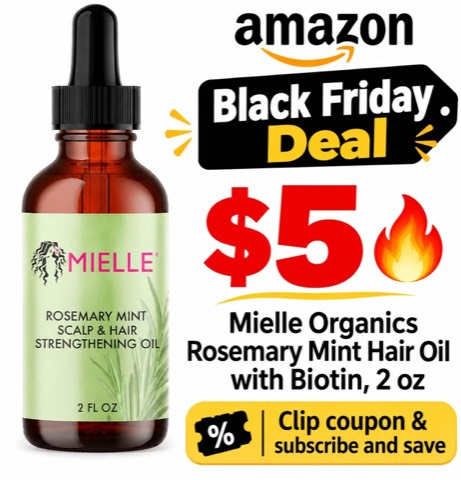 amazon
Black Friday.
Deal
$5
MIELLE
ROSEMARY MINT
SCALP & HAIR
STRENGTHENING OIL
2 FL OZ
Mielle Organics
Rosemary Mint Hair Oil
with Biotin, 2 oz
%
Clip coupon &
subscribe and save